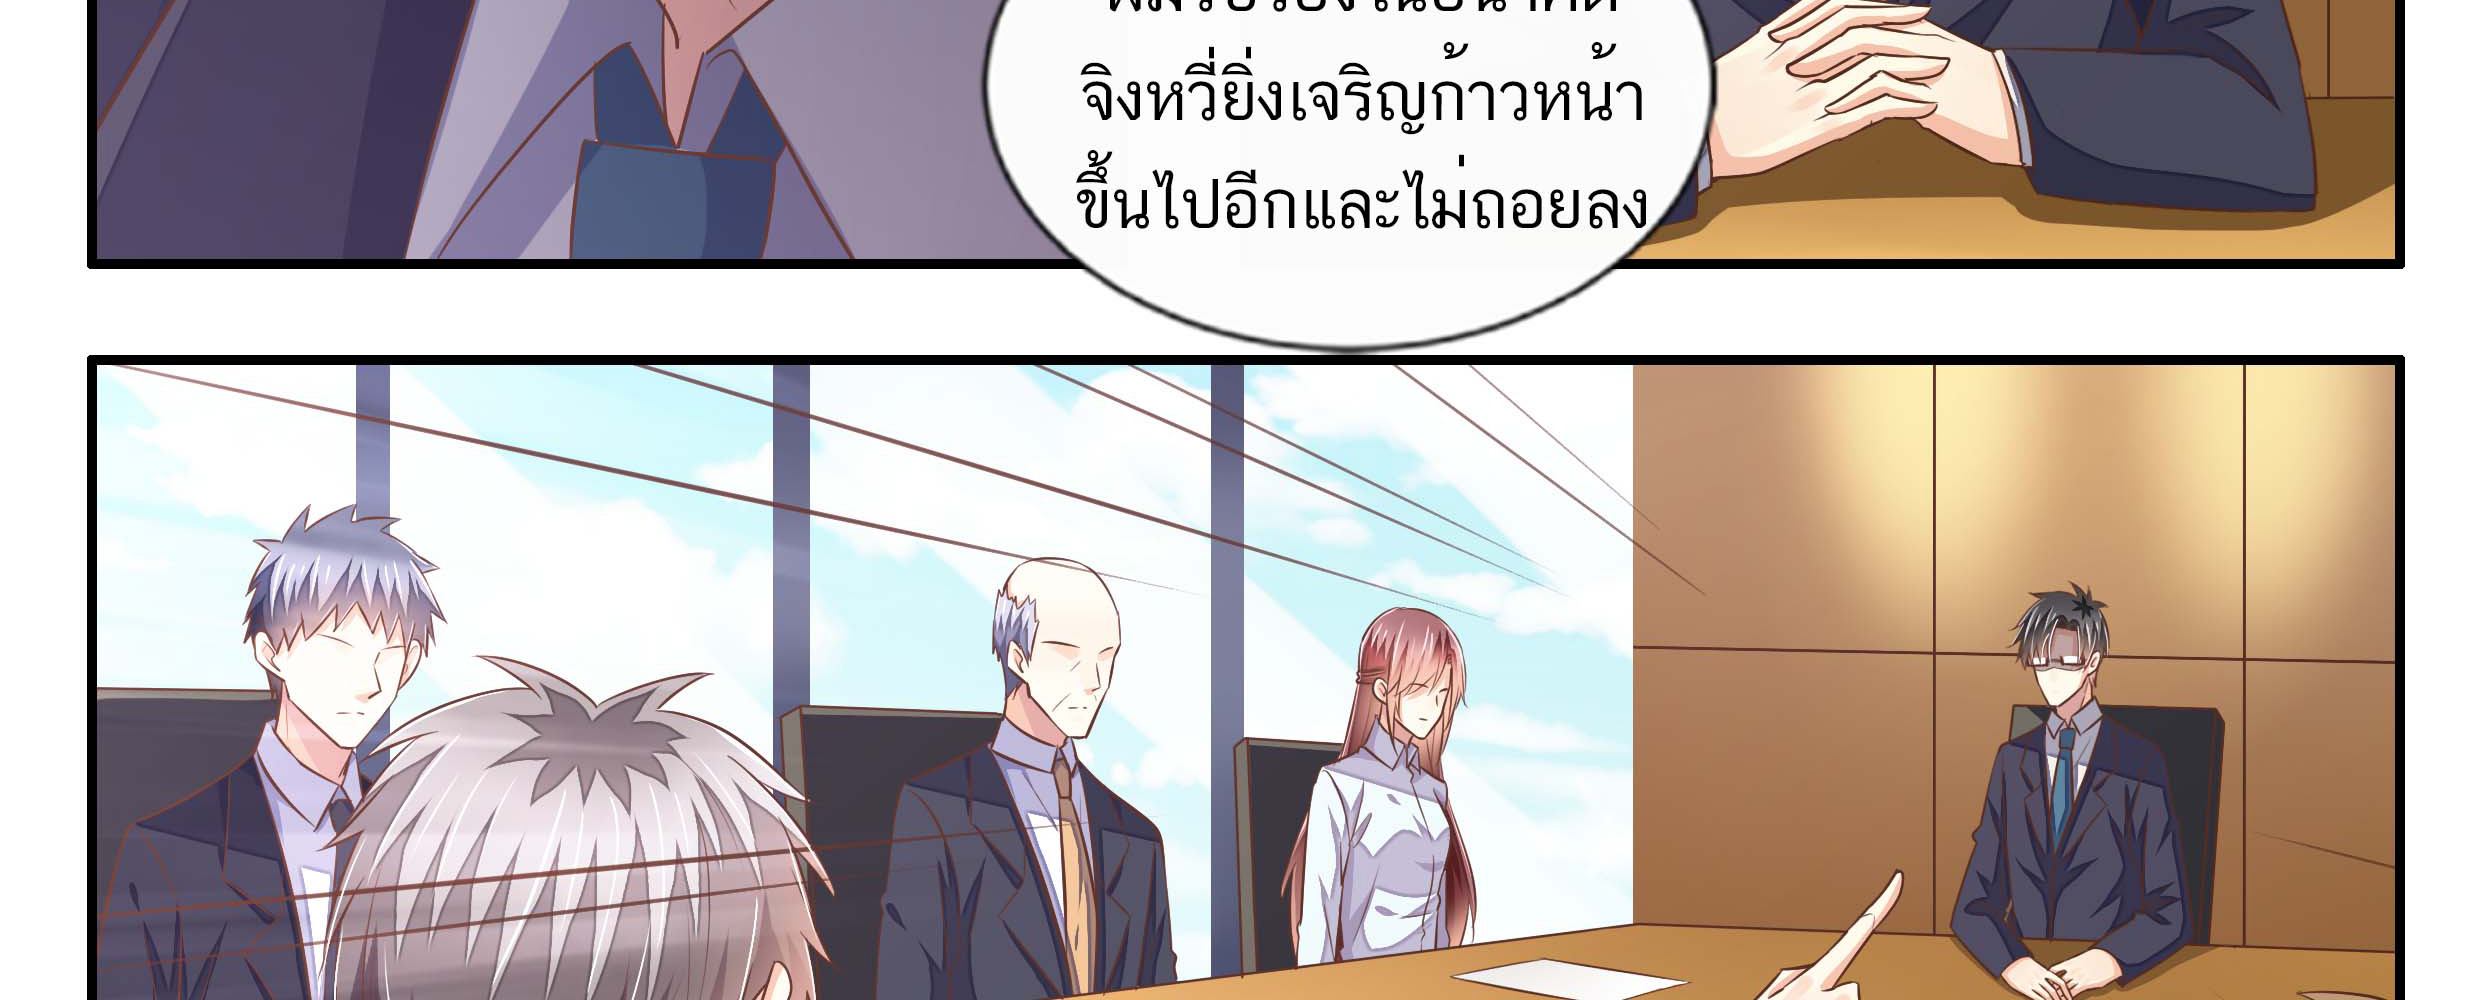 จิงหวี่ยิ่งเจริญก้าวหน้า
ขึ้นไปอีกและไม่ถอยลง